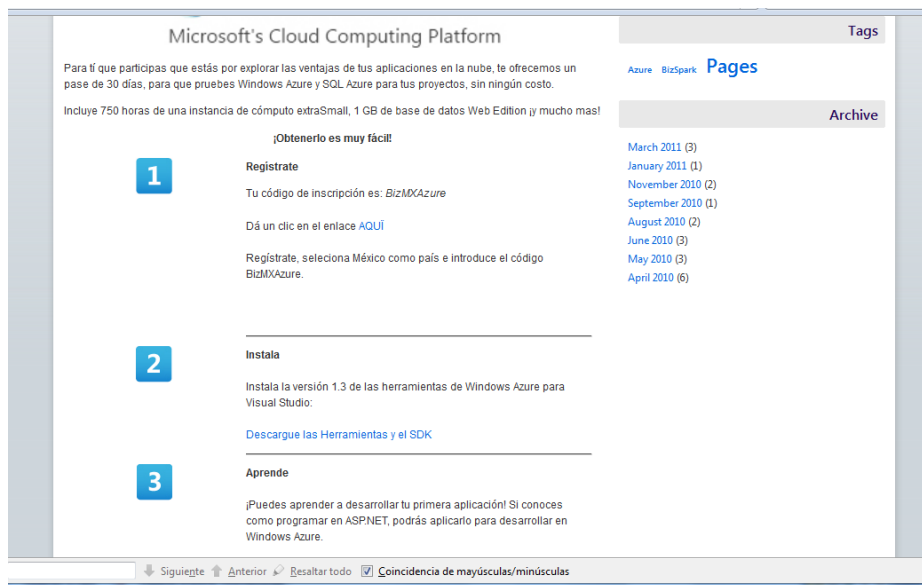 Microsoft's Cloud Computing Platform
Para tí que participas que estás por explorar las ventajas de tus aplicaciones en la nube, te ofrecemos un
pase de 30 días, para que pruebes Windows Azure y SQL Azure para tus proyectos, sin ningún costo.
Incluye 750 horas de una instancia de cómputo extraSmall, 1 GB de base de datos Web Edition ¡y mucho mas!
¡Obtenerlo es muy fácil!
1
Regístrate
Tu código de inscripción es: BizMXAzure
Dá un clic en el enlace AQUÏ
Regístrate, selecciona México como país e introduce el código
BizMXAzure.
2
Instala
Instala la versión 1.3 de las herramientas de Windows Azure para
Visual Studio:
Descargue las Herramientas y el SDK
3
Aprende
¡Puedes aprender a desarrollar tu primera aplicación! Si conoces
como programar en ASP.NET, podrás aplicarlo para desarrollar en
Windows Azure.
Tags
Azure BizSpark Pages
Archive
March 2011 (3)
January 2011 (1)
November 2010 (2)
September 2010 (1)
August 2010 (2)
June 2010 (3)
May 2010 (3)
April 2010 (6)
Siguiente Anterior Resaltar todo Coincidencia de mayúsculas/minúsculas